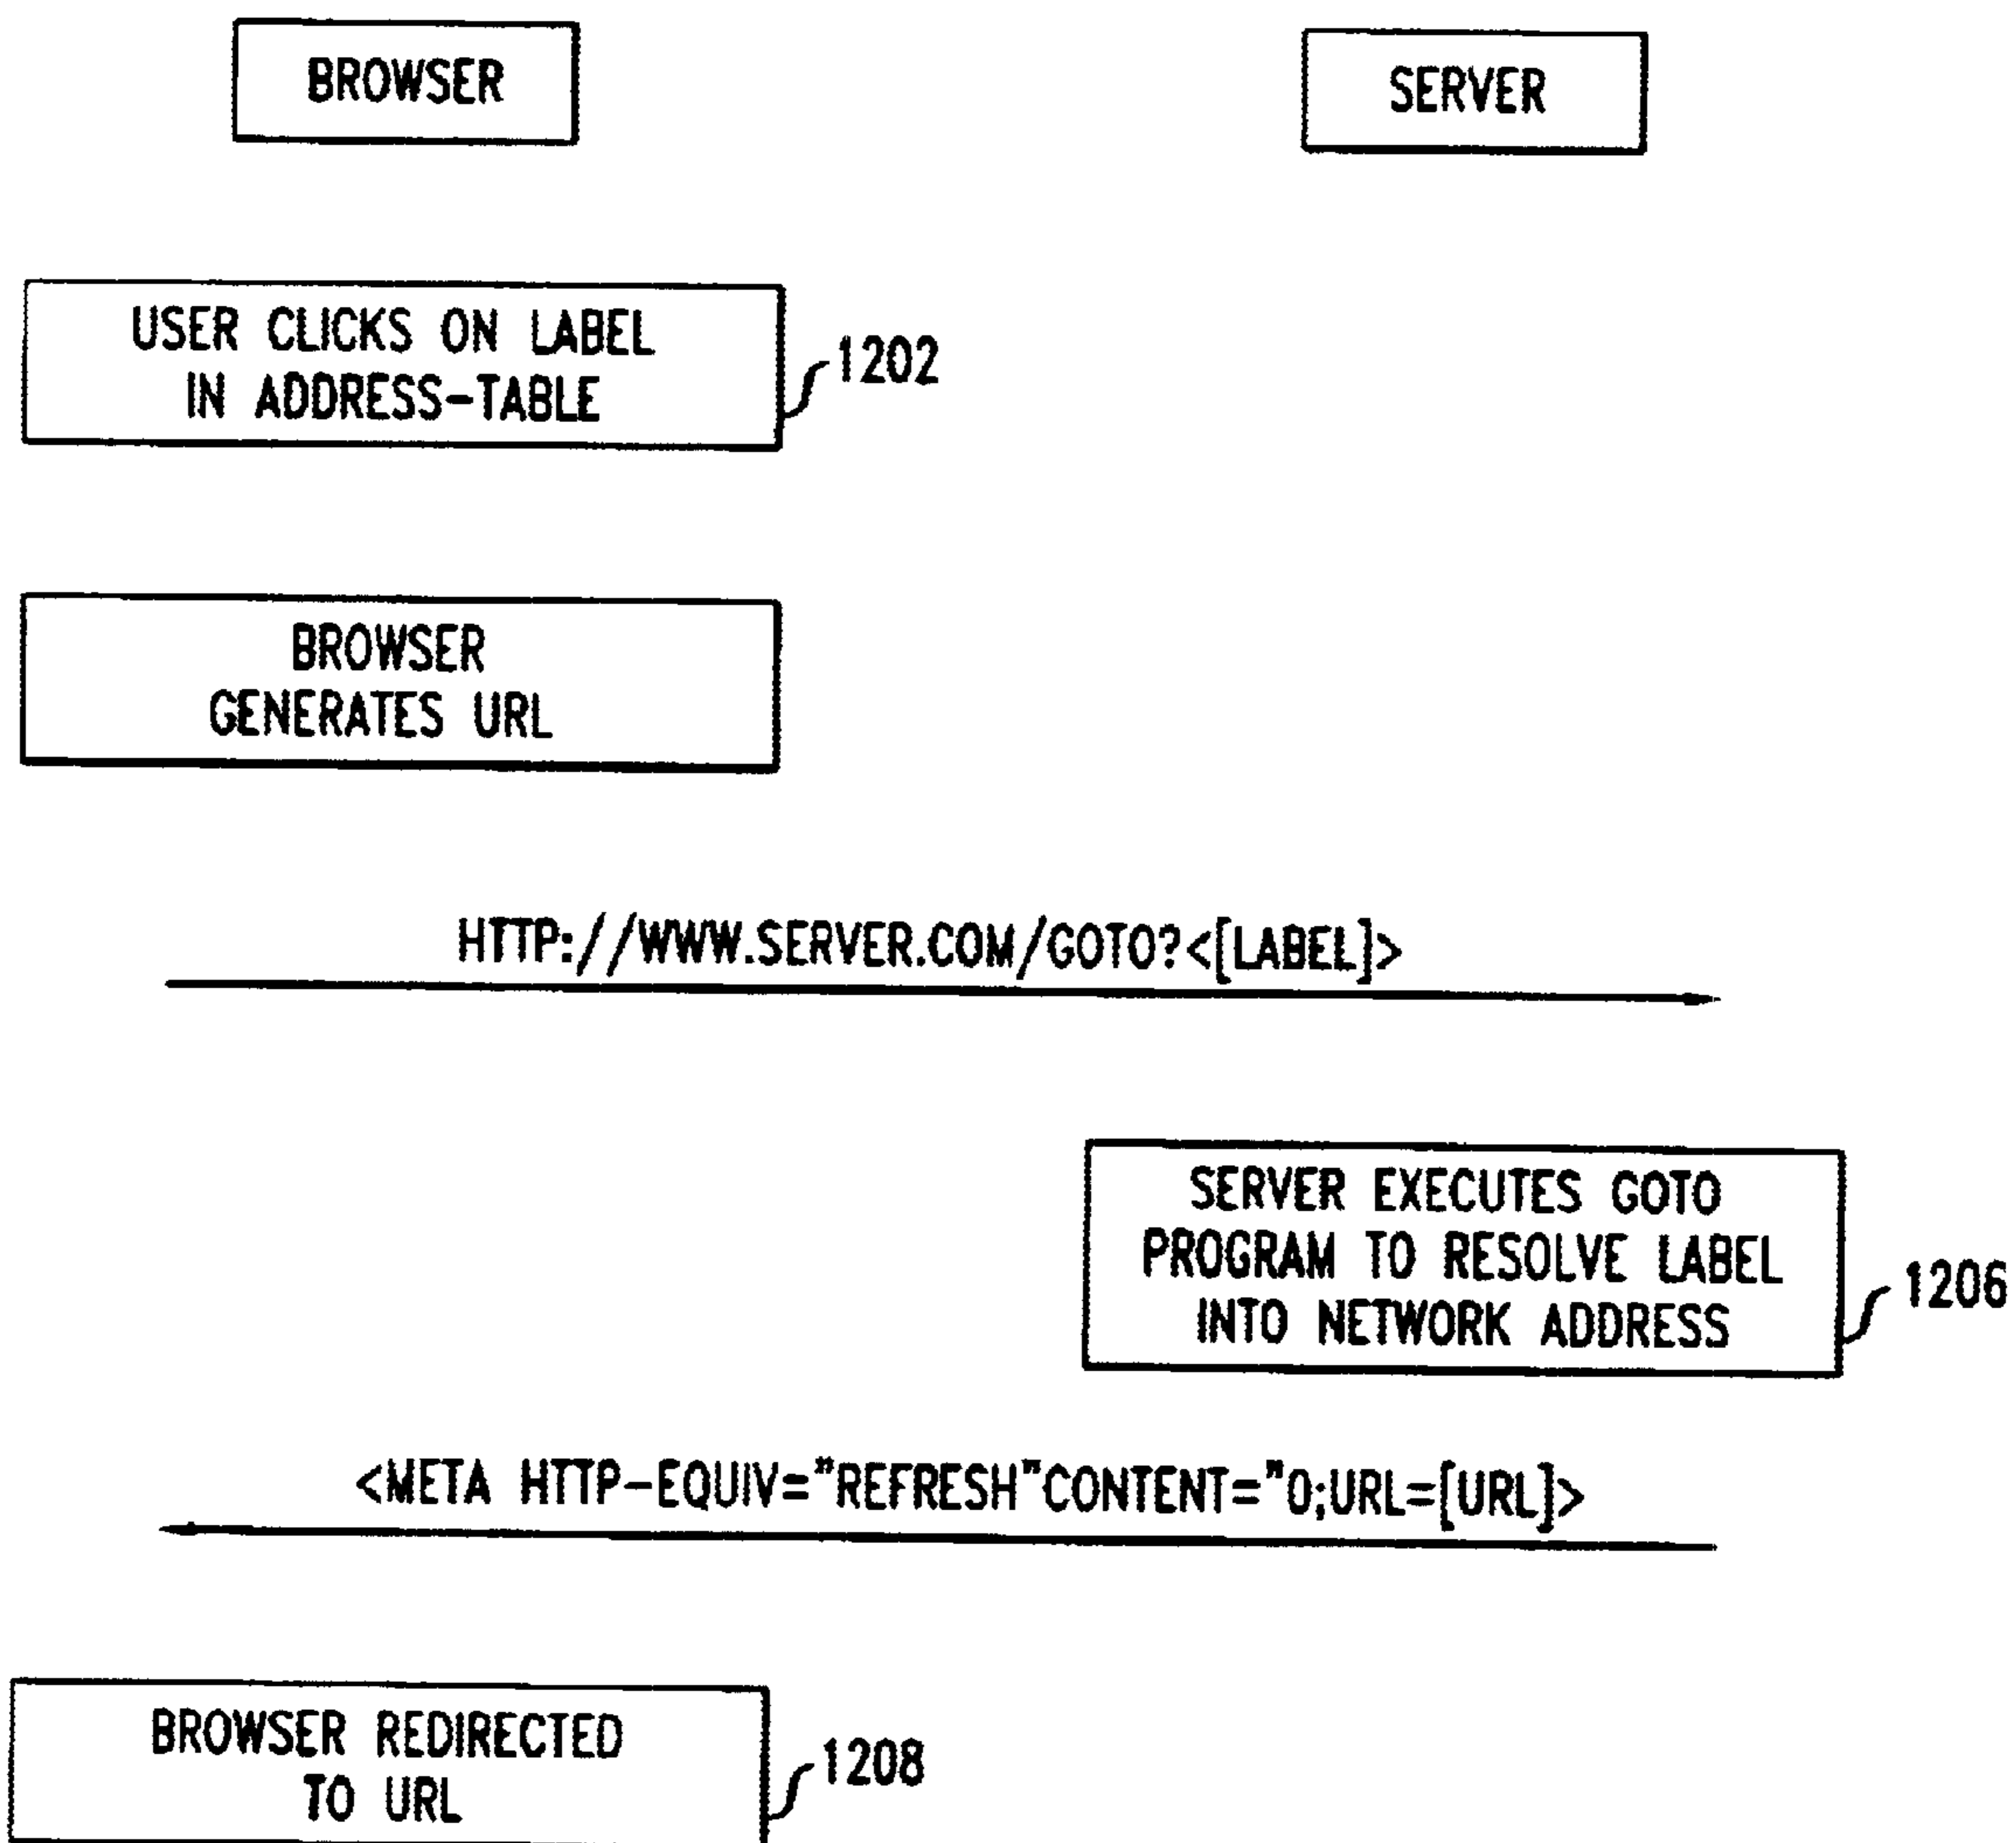 BROWSER
SERVER
USER CLICKS ON LABEL
IN ADDRESS-TABLE
1202
BROWSER
GENERATES URL
HTTP://WWW.SERVER.COM/GOTO?<[LABEL]>
SERVER EXECUTES GOTO
PROGRAM TO RESOLVE LABEL
INTO NETWORK ADDRESS
1206
<META HTTP-EQUIV="REFRESH"CONTENT="0;URL=[URL]>
BROWSER REDIRECTED
TO URL
1208